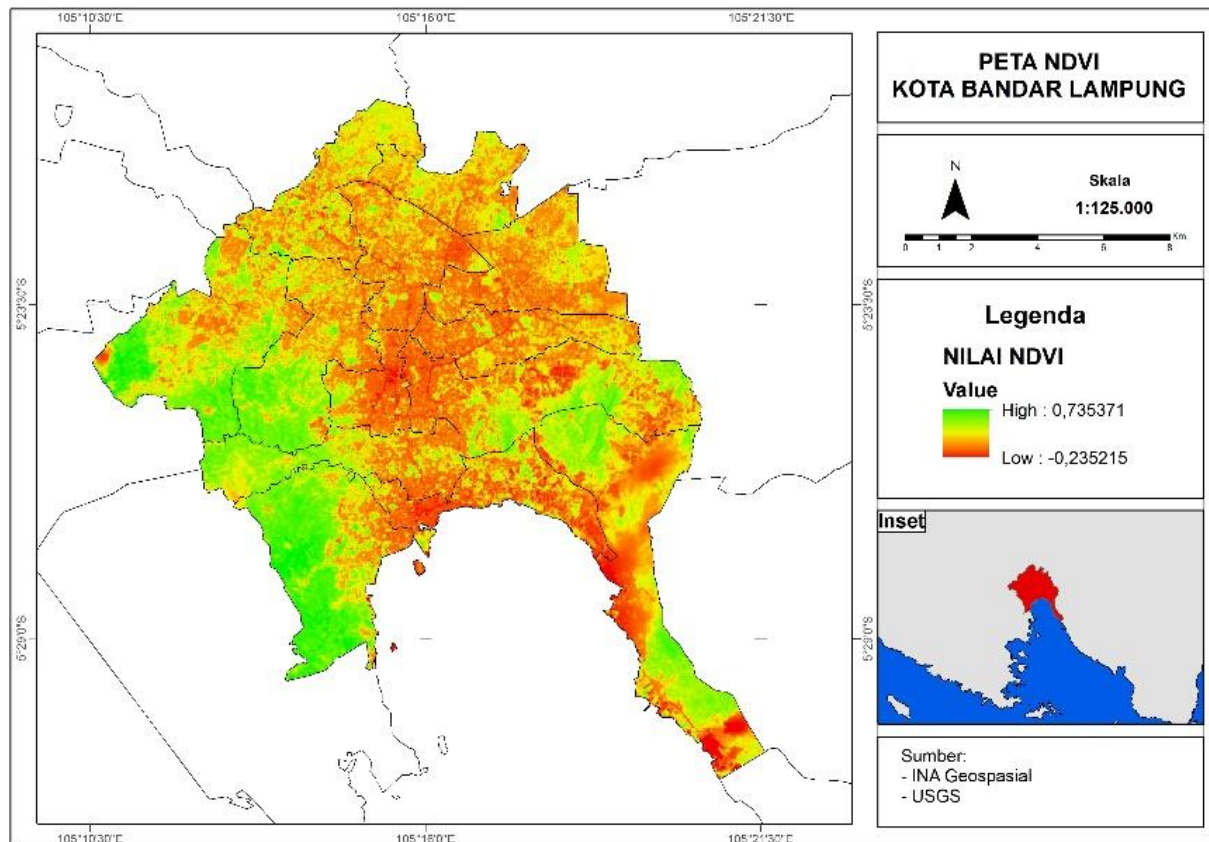 105°10'30"E
105°16'0"E
105°21'30"E
5°23'30"S
5°23'30"S
5°29'0"S
5°29'0"S
105°10'30"E
105°16'0"E
105°21'30"E
PETA NDVI
KOTA BANDAR LAMPUNG
N
Skala
1:125.000
0 1 2 4 6 8 Km
Legenda
NILAI NDVI
Value
High : 0,735371
Low : -0,235215
Inset
Sumber:
- INA Geospasial
- USGS